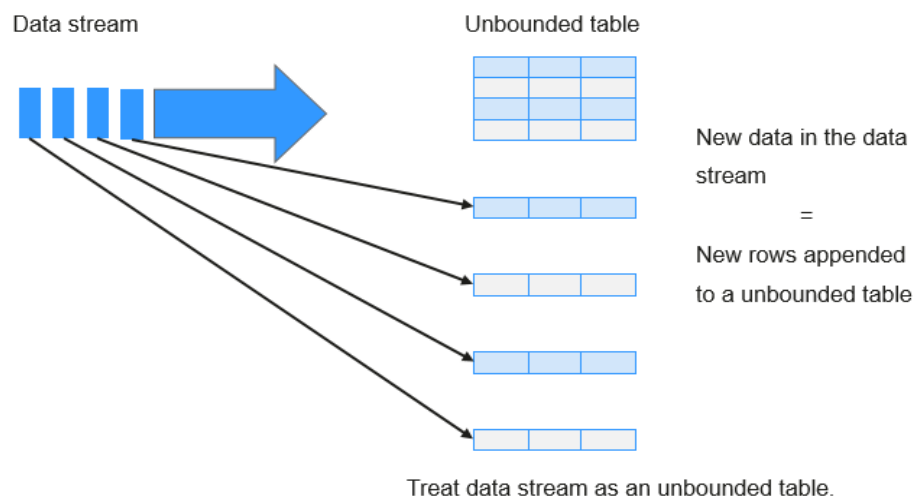 Data stream
Unbounded table
New data in the data
stream
=
New rows appended
to a unbounded table
Treat data stream as an unbounded table.